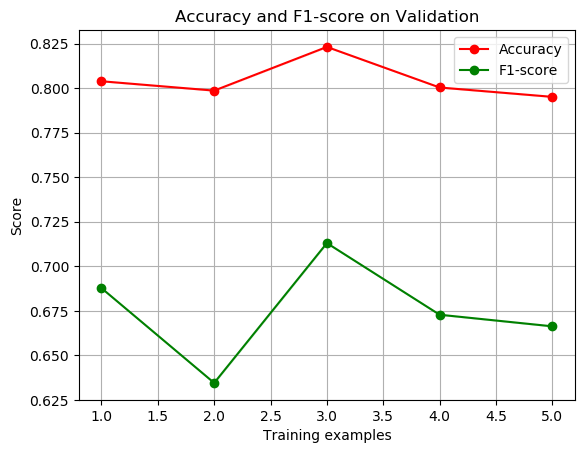 Accuracy and F1-score on Validation
Accuracy
F1-score
0.825
0.800
0.775
0.750
0.725
0.700
0.675
0.650
0.625
Score
1.0 1.5 2.0 2.5 3.0 3.5 4.0 4.5 5.0
Training examples